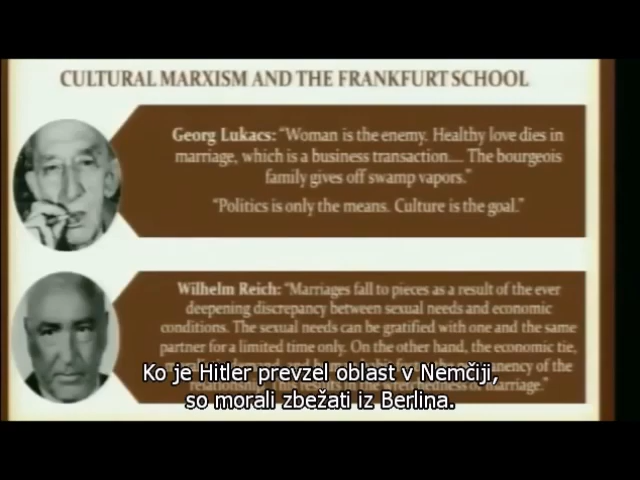 CULTURAL MARXISM AND THE FRANKFURT SCHOOL
Georg Lukacs: “Woman is the enemy. Healthy love dies in
marriage, which is a business transaction.... The bourgeois
family gives off swamp vapors.”
“Politics is only the means. Culture is the goal.”
Wilhelm Reich: “Marriages fall to pieces as a result of the ever
deepening discrepancy between sexual needs and economic
conditions. The sexual needs can be gratified with one and the same
partner for a limited time only. On the other hand, the economic tie,
of the
marriage.”
Ko je Hitler prevzel oblast v Nemčiji,
so morali zbežati iz Berlina.